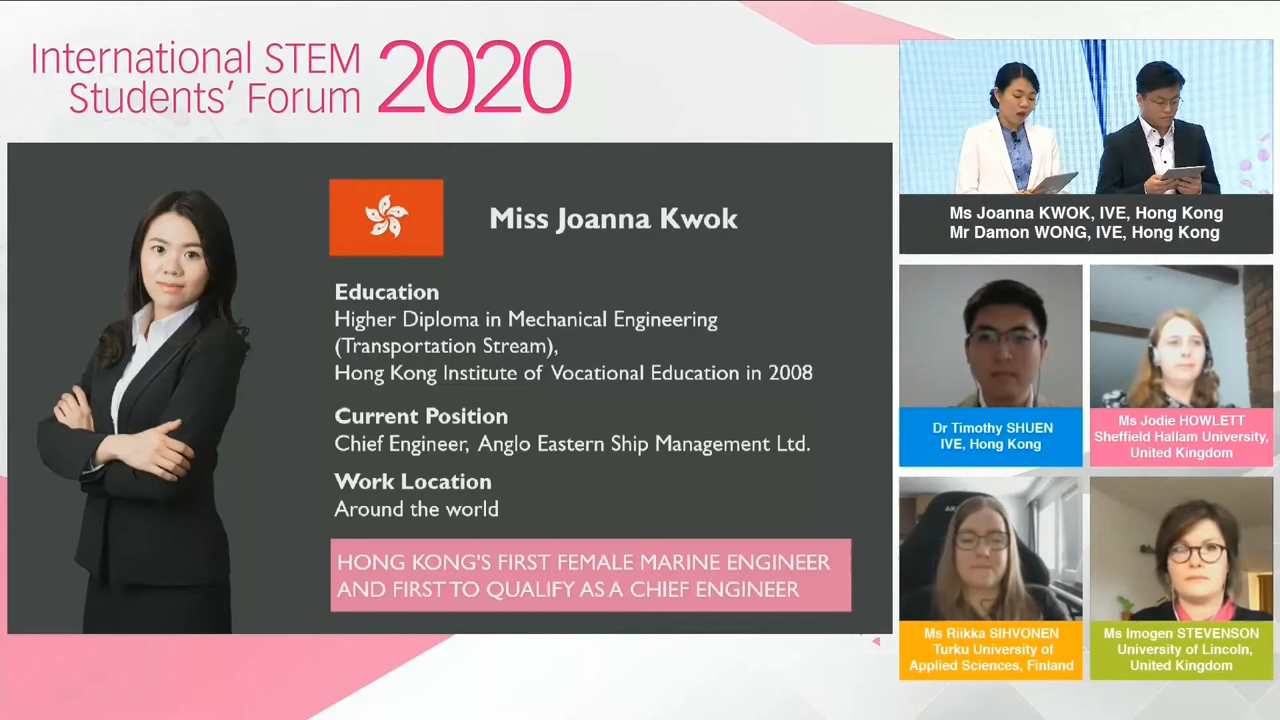 International STEM
Students' Forum
2020
Miss Joanna Kwok
Education
Higher Diploma in Mechanical Engineering
(Transportation Stream),
Hong Kong Institute of Vocational Education in 2008
Current Position
Chief Engineer, Anglo Eastern Ship Management Ltd.
Work Location
Around the world
HONG KONG'S FIRST FEMALE MARINE ENGINEER
AND FIRST TO QUALIFY AS A CHIEF ENGINEER
Ms Joanna KWOK, IVE, Hong Kong
Mr Damon WONG, IVE, Hong Kong
Dr Timothy SHUEN
IVE, Hong Kong
Ms Jodie HOWLETT
Sheffield Hallam University,
United Kingdom
Ms Riikka SIHVONEN
Turku University of
Applied Sciences, Finland
Ms Imogen STEVENSON
University of Lincoln,
United Kingdom